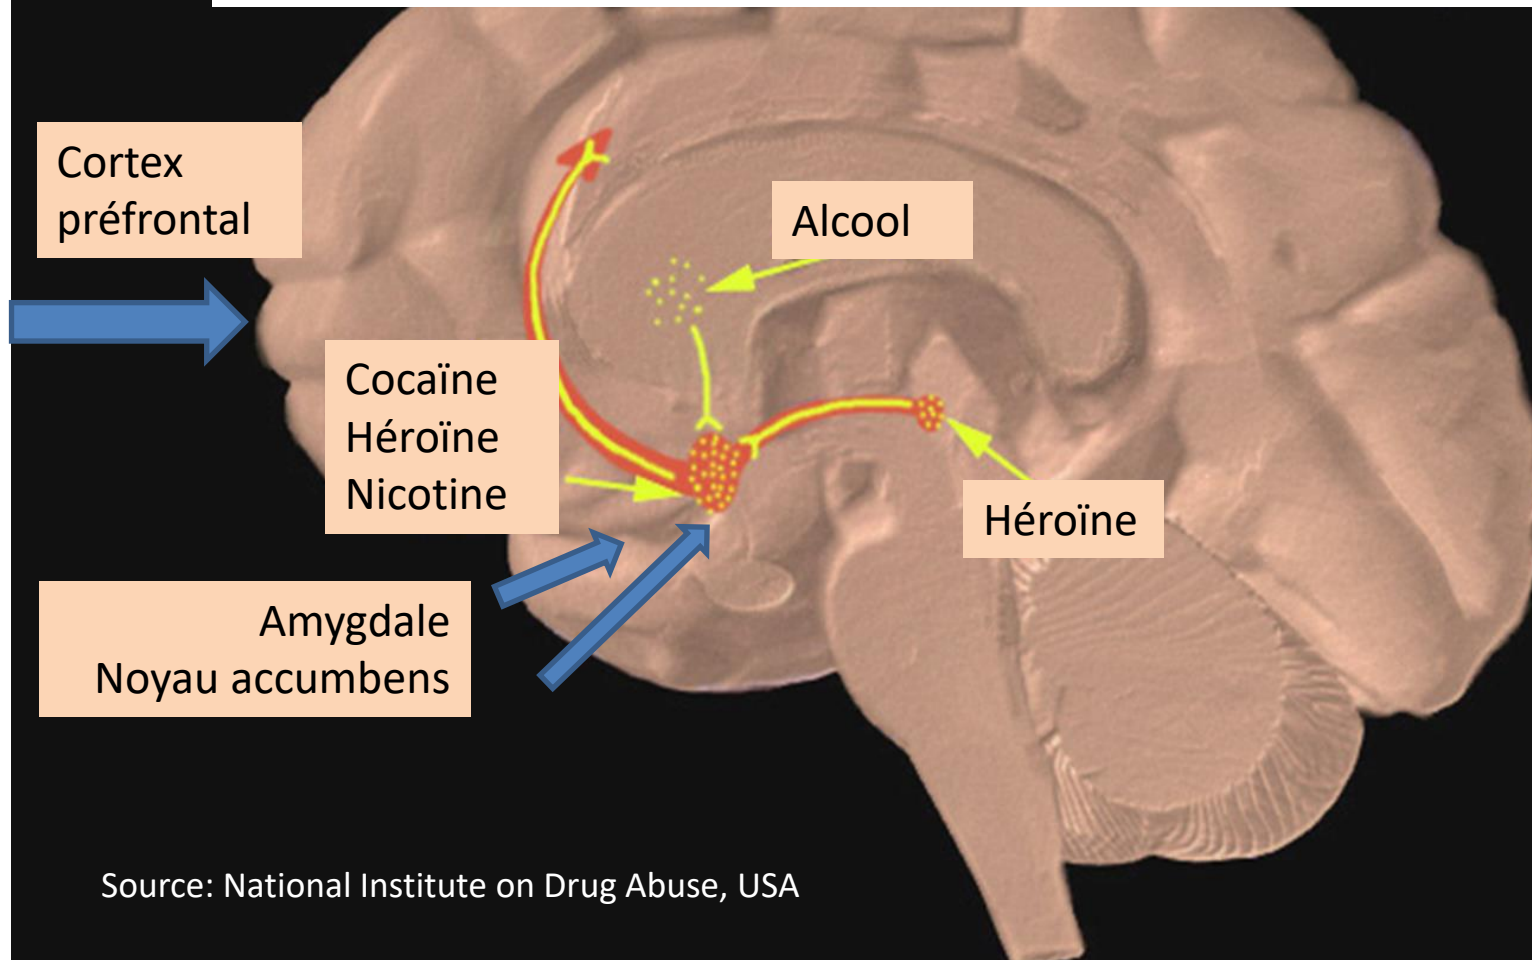 Cortex
préfrontal
Alcool
Cocaïne
Héroïne
Nicotine
Héroïne
Amygdale
Noyau accumbens
Source: National Institute on Drug Abuse, USA